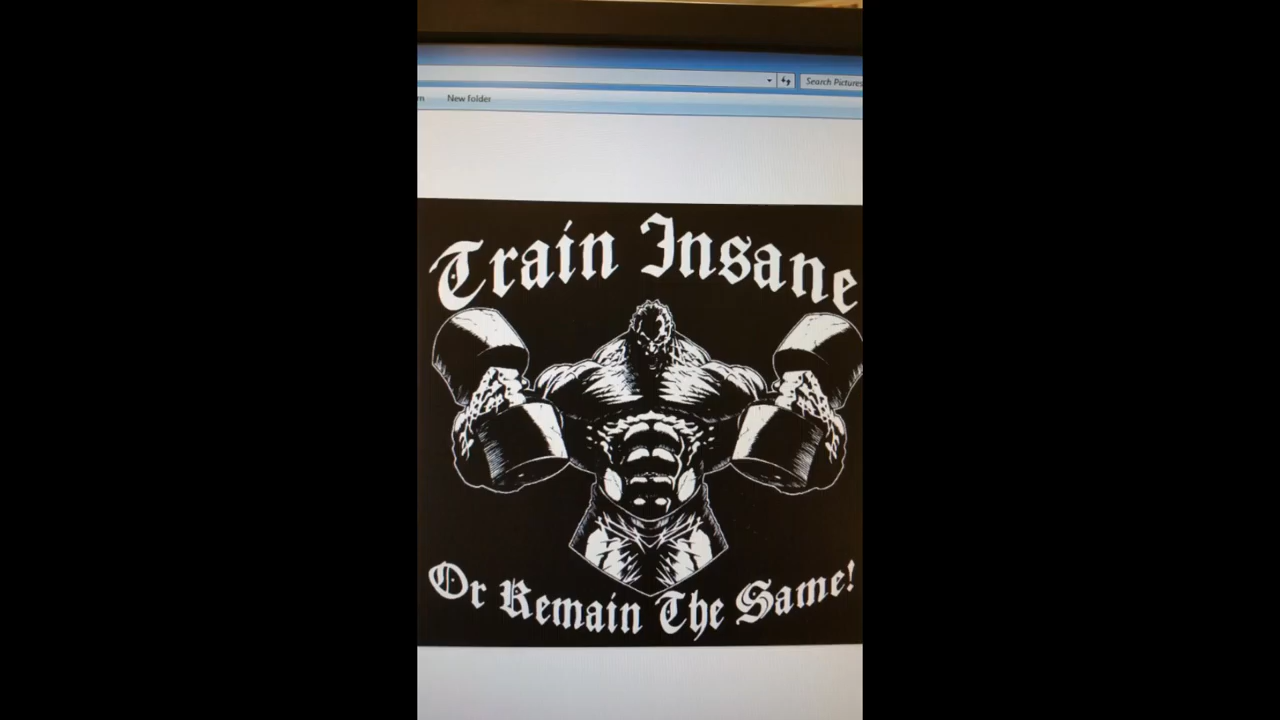 Search Pictures
New folder
Train Insane
Or Remain The Same!